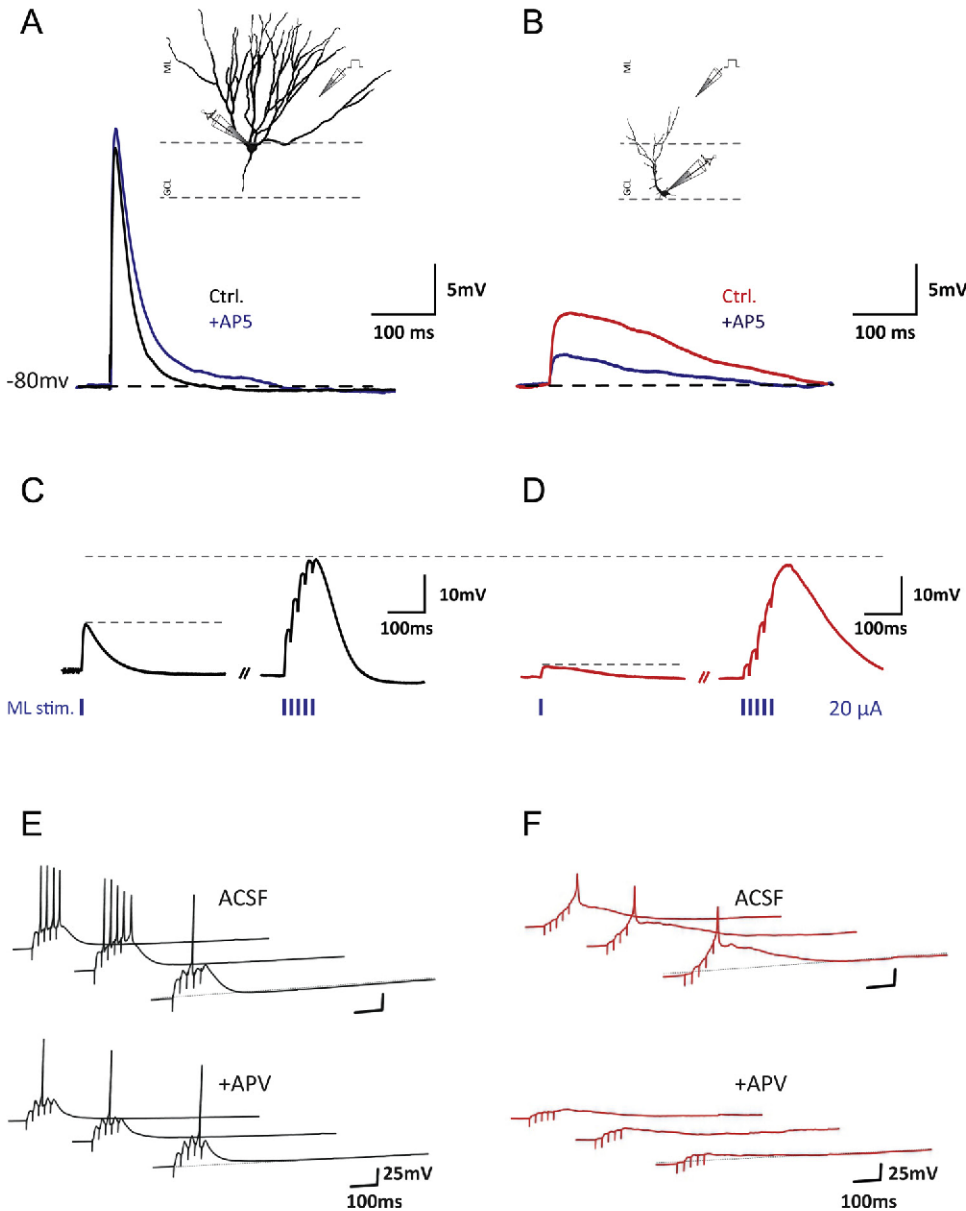 A
B
ML
GCL
ML
GCL
Ctrl.
+AP5
5mV
100 ms
-80mv
Ctrl.
+AP5
5mV
100 ms
C
D
10mV
100ms
10mV
100ms
//
//
ML stim.
20 µA
E
F
ACSF
ACSF
+APV
+APV
25mV
100ms
25mV
100ms